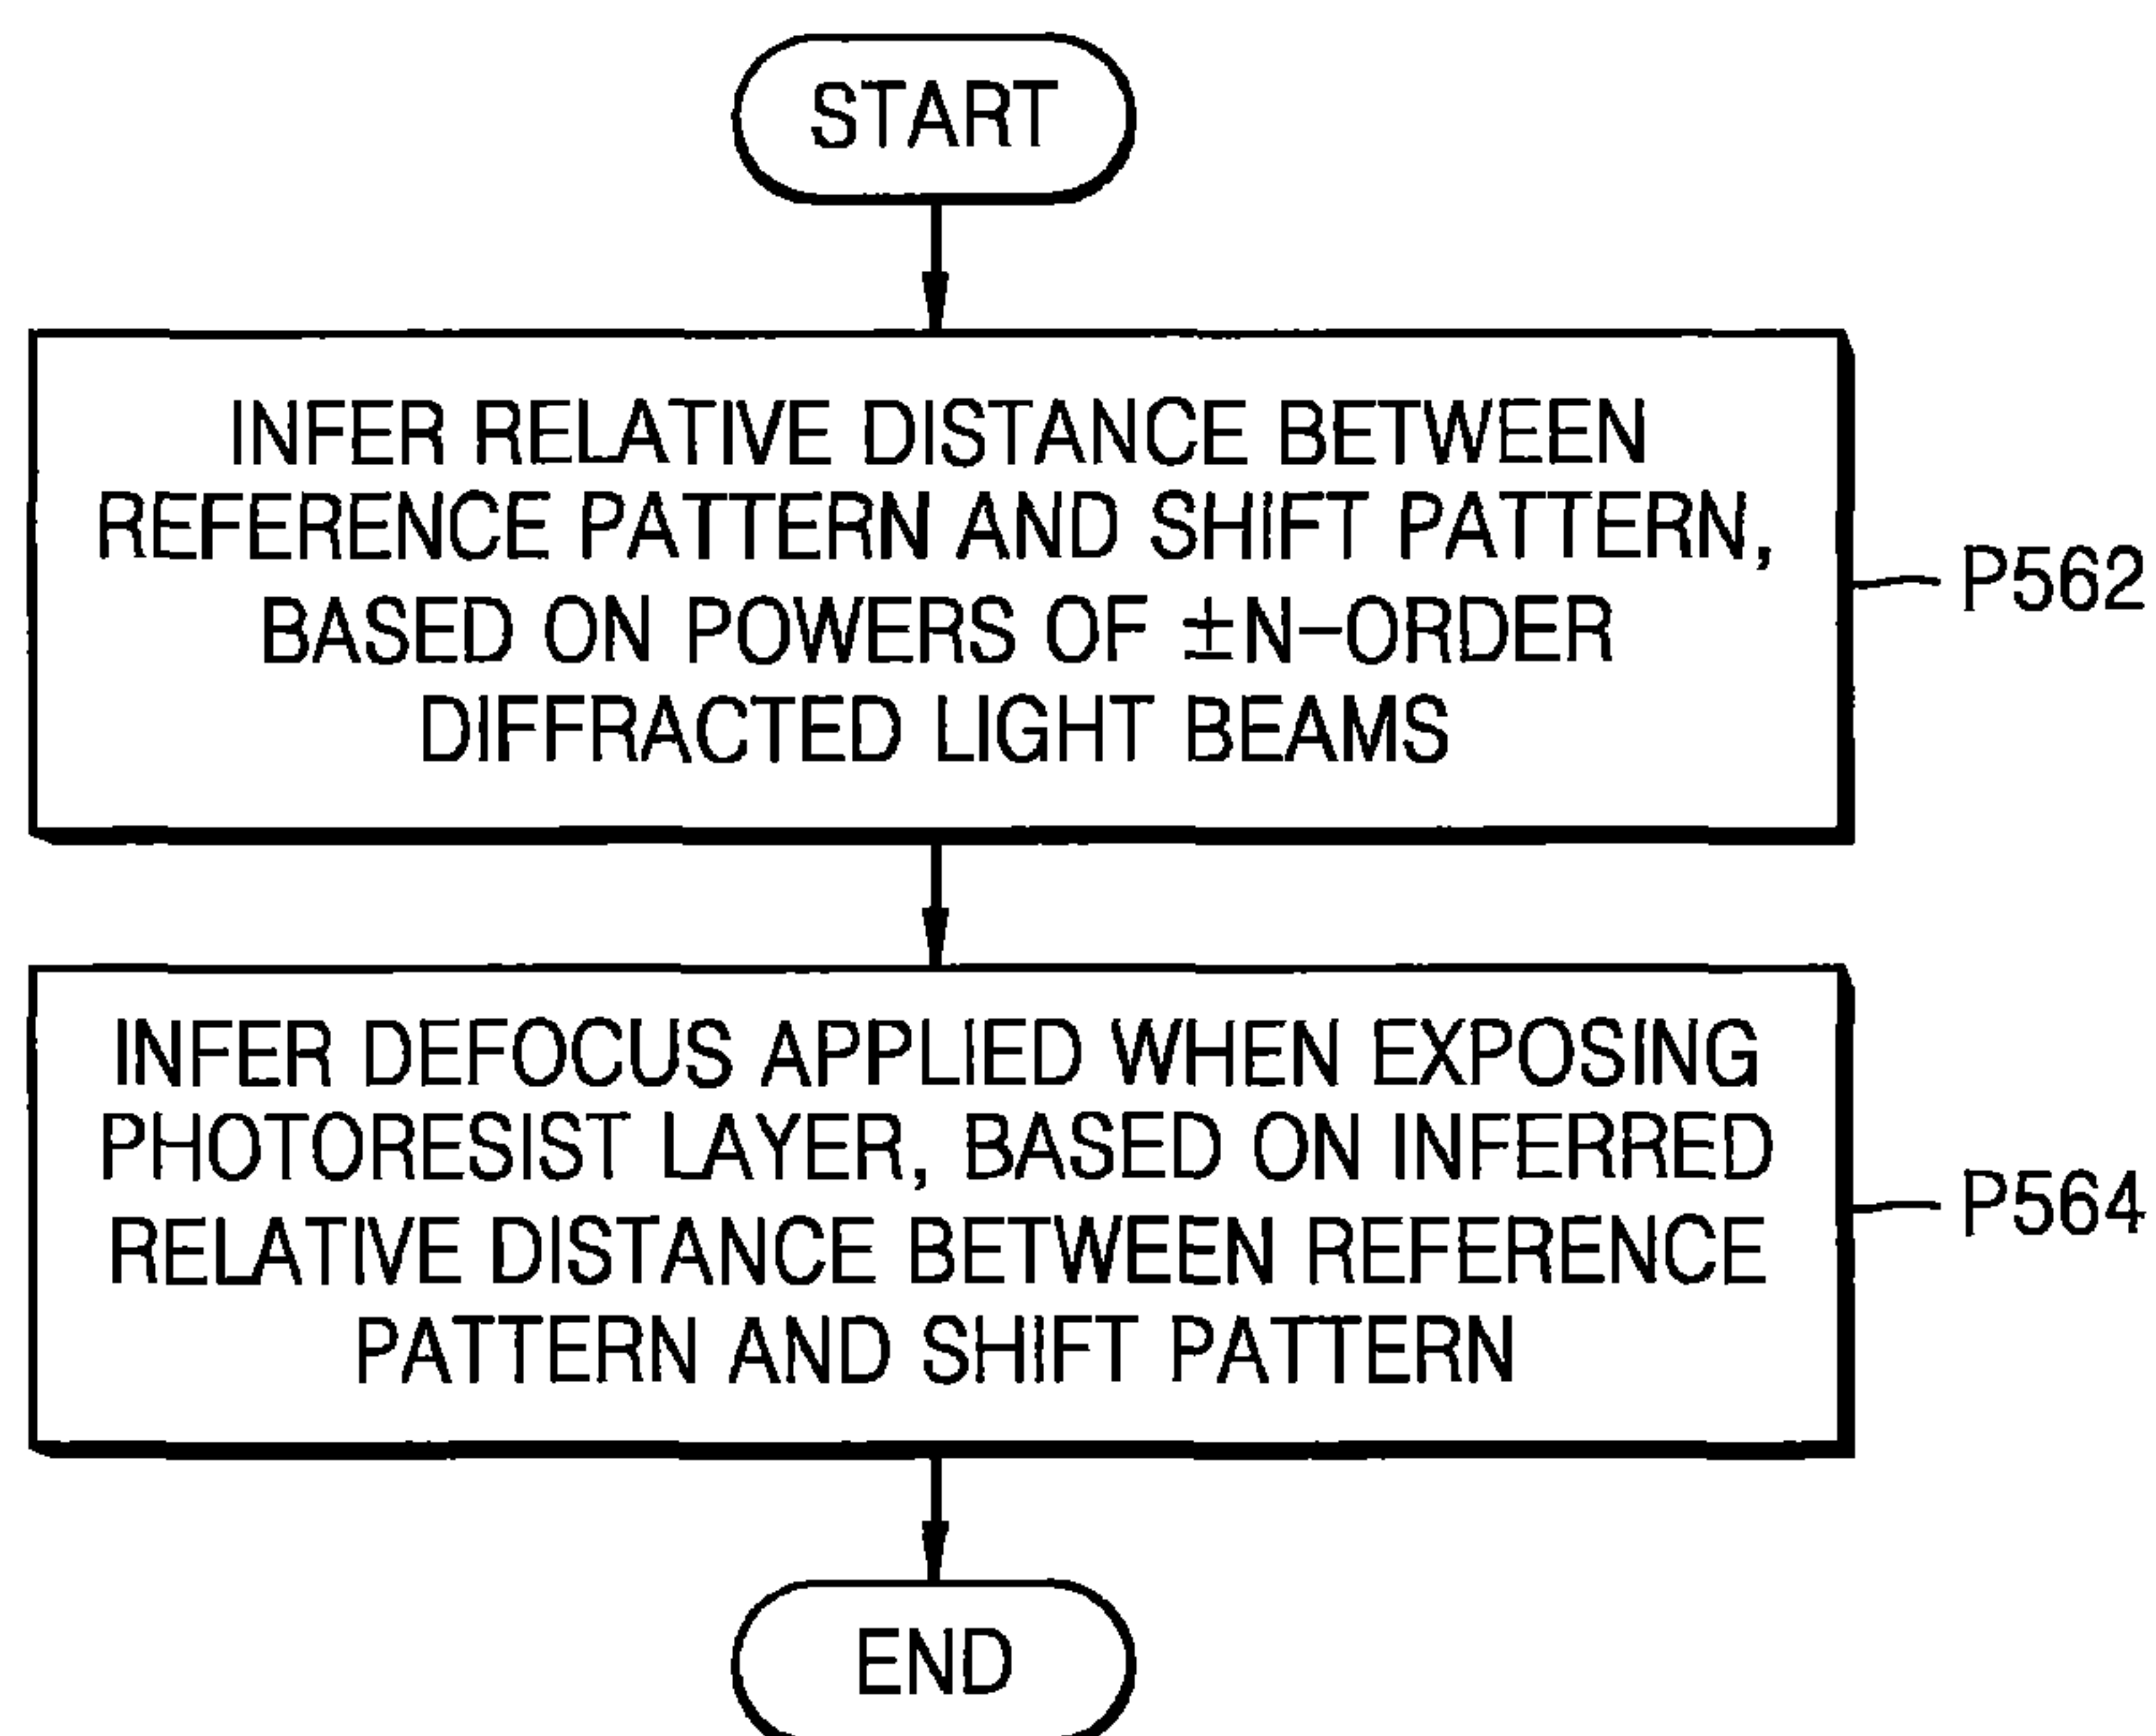 START
INFER RELATIVE DISTANCE BETWEEN
REFERENCE PATTERN AND SHIFT PATTERN,
BASED ON POWERS OF ±N-ORDER
DIFFRACTED LIGHT BEAMS
P562
INFER DEFOCUS APPLIED WHEN EXPOSING
PHOTORESIST LAYER, BASED ON INFERRED
RELATIVE DISTANCE BETWEEN REFERENCE
PATTERN AND SHIFT PATTERN
P564
END